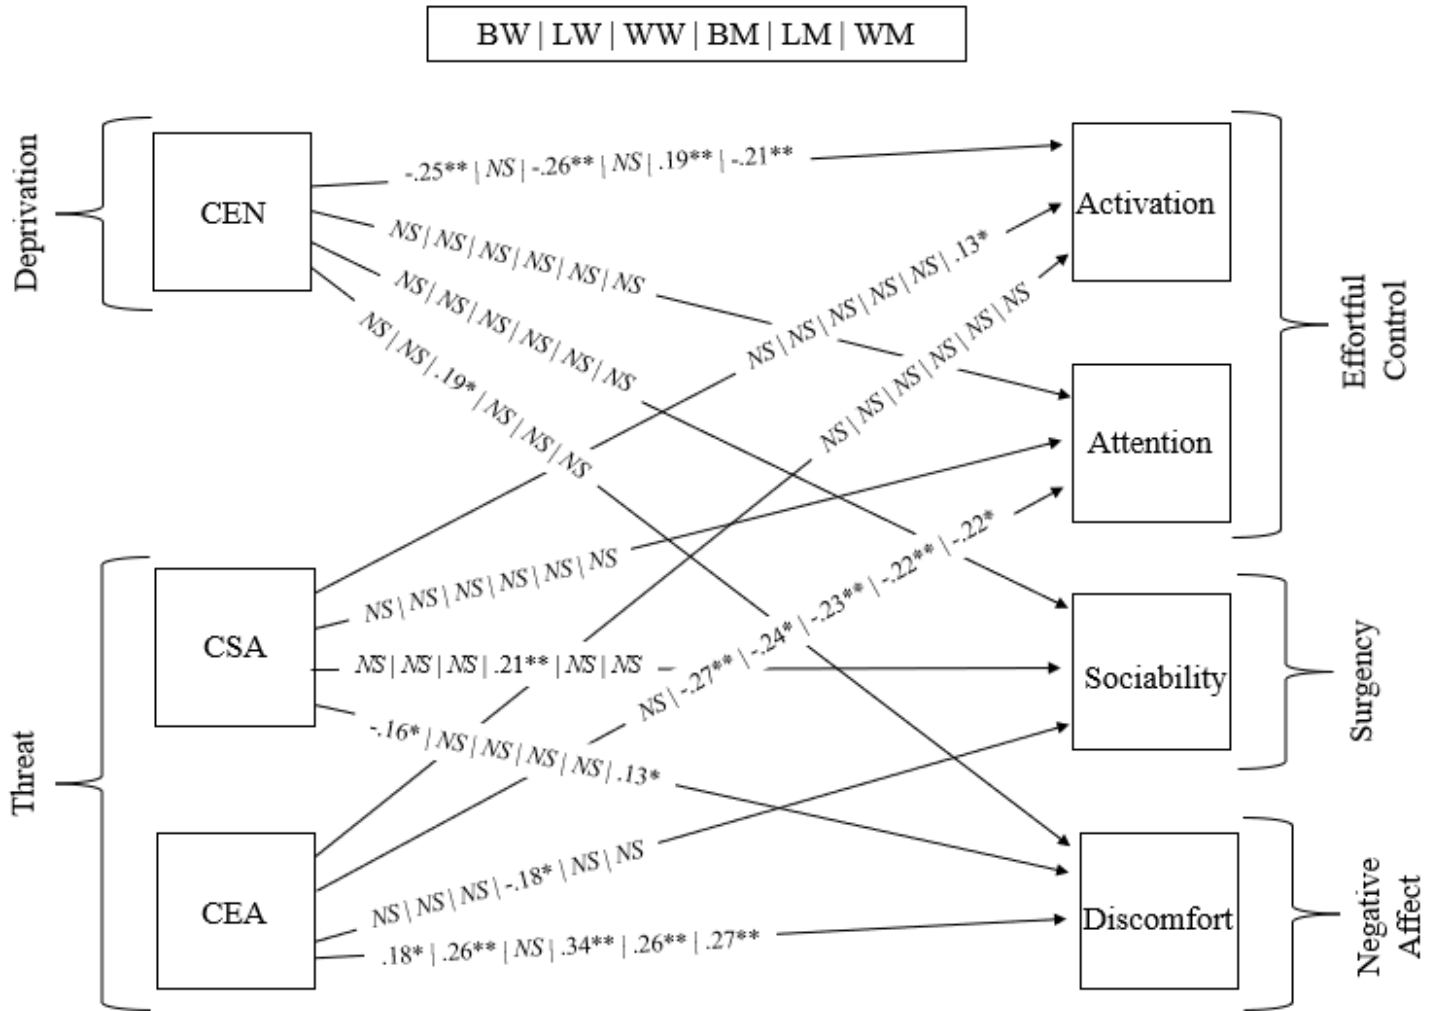 BW | LW | WW | BM | LM | WM
Deprivation
CEN
-.25** | NS | -.26** | NS | .19** | -.21**
NS | NS | NS | NS | NS | NS
NS | NS | NS | NS | NS | NS
NS | NS | .19* | NS | NS | NS
Threat
CSA
NS | NS | NS | NS | NS | .13*
NS | NS | NS | NS | NS | NS
NS | NS | NS | .21** | NS | NS
-.16* | NS | NS | NS | NS | .13*
CEA
NS | NS | NS | NS | NS | NS
NS | -.27** | -.24* | -.23** | -.22** | -.22*
NS | NS | NS | -.18* | NS | NS
.18* | .26** | NS | .34** | .26** | .27**
Activation
Attention
Effortful
Control
Sociability
Surgency
Discomfort
Negative
Affect